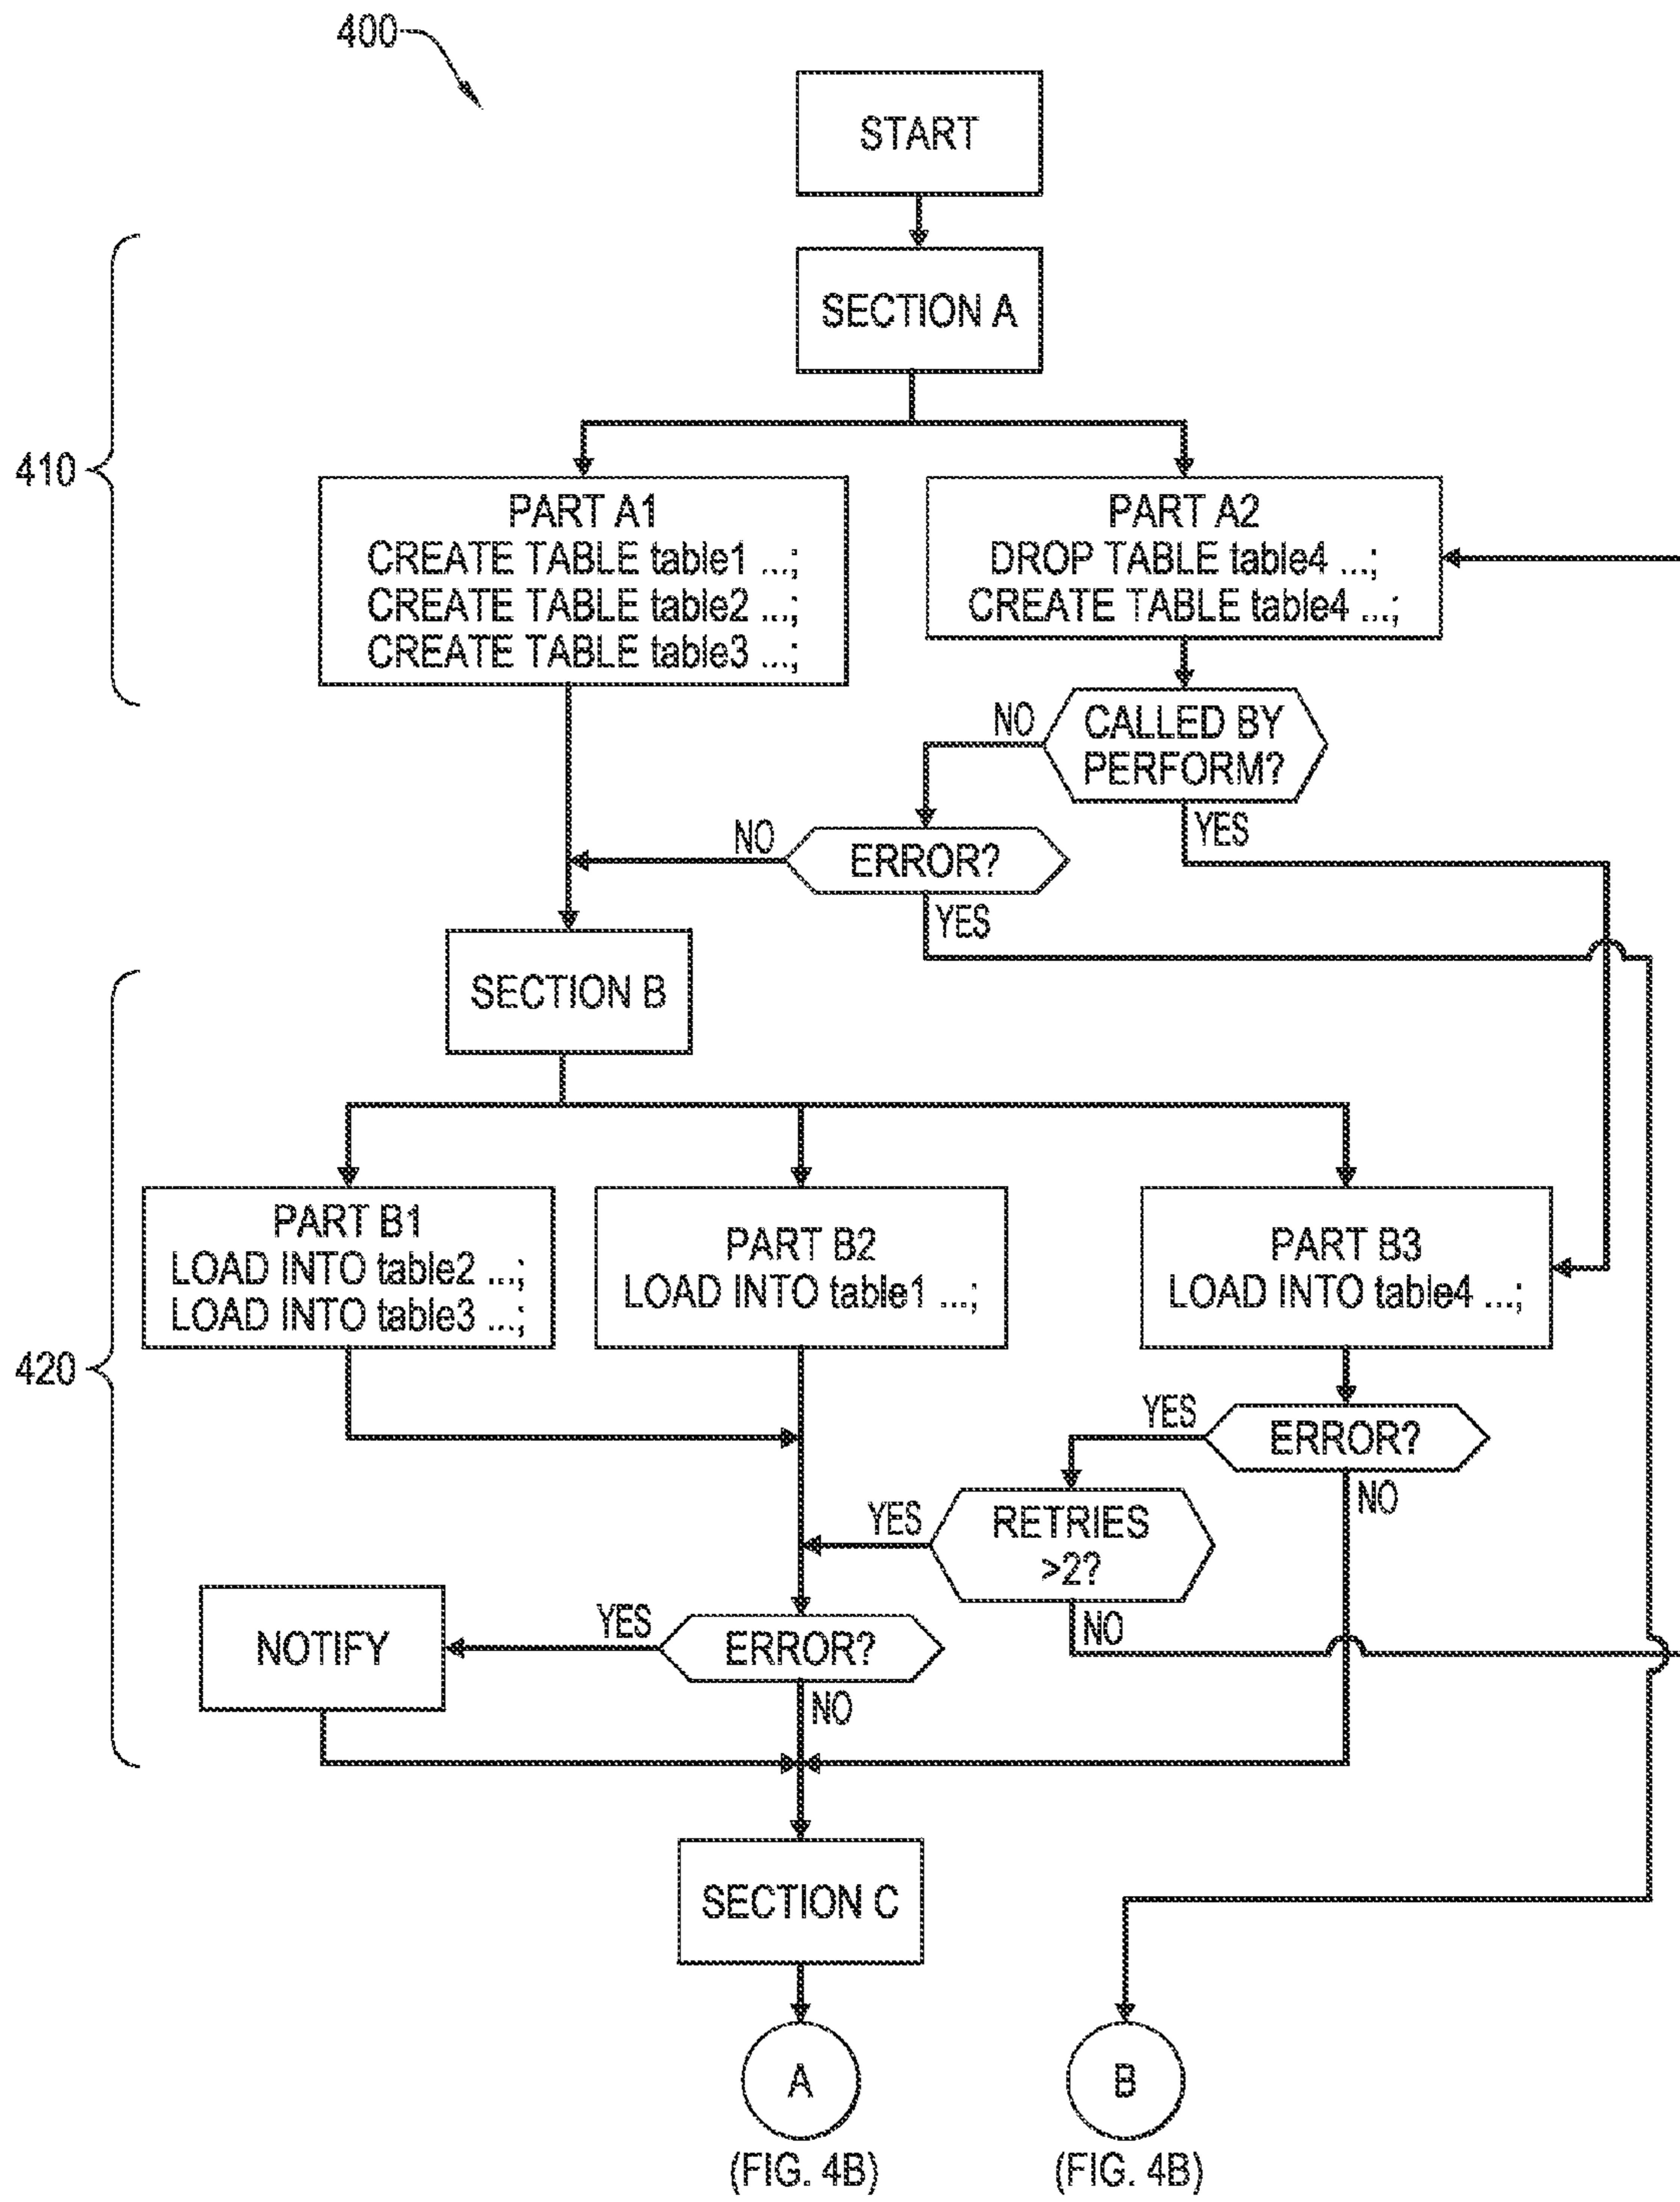 400
START
SECTION A
410
PART A1
CREATE TABLE table1 ...;
CREATE TABLE table2 ...;
CREATE TABLE table3 ...;
PART A2
DROP TABLE table4 ...;
CREATE TABLE table4 ...;
CALLED BY
PERFORM?
NO
YES
ERROR?
NO
YES
SECTION B
420
PART B1
LOAD INTO table2 ...;
LOAD INTO table3 ...;
PART B2
LOAD INTO table1 ...;
PART B3
LOAD INTO table4 ...;
ERROR?
YES
NO
RETRIES
>2?
YES
NO
ERROR?
YES
NO
NOTIFY
SECTION C
A
(FIG. 4B)
B
(FIG. 4B)